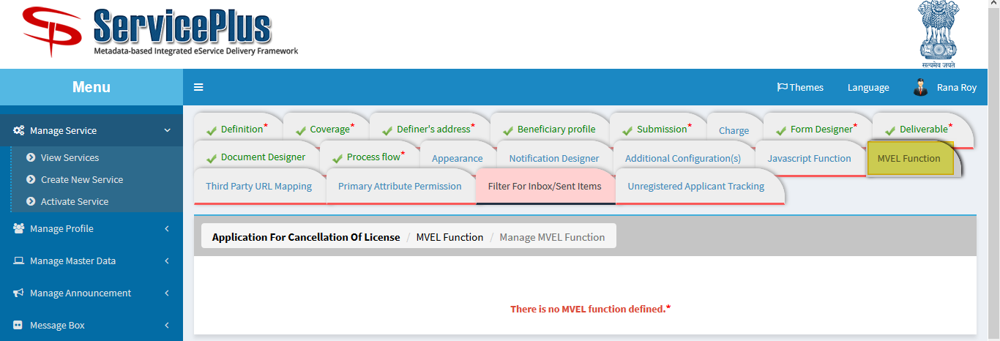 ServicePlus
Metadata-based Integrated eService Delivery Framework
सत्यमेव जयते
Menu
Themes Language Rana Roy
Manage Service
View Services
Create New Service
Activate Service
Manage Profile
Manage Master Data
Manage Announcement
Message Box
Definition* Coverage* Definer's address* Beneficiary profile Submission* Charge Form Designer* Deliverable*
Document Designer Process flow* Appearance Notification Designer Additional Configuration(s) Javascript Function MVEL Function
Third Party URL Mapping Primary Attribute Permission Filter For Inbox/Sent Items Unregistered Applicant Tracking
Application For Cancellation Of License / MVEL Function / Manage MVEL Function
There is no MVEL function defined.*